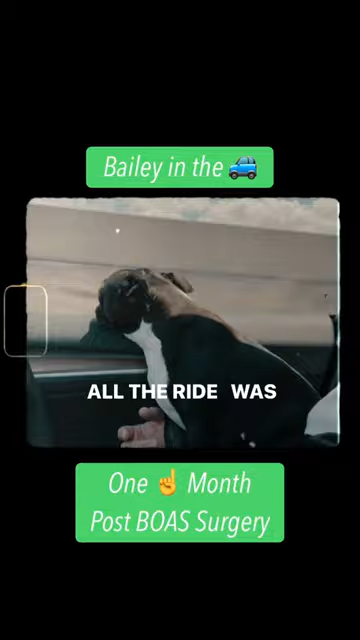 Bailey in the 🚙
ALL THE RIDE WAS
One ☝️ Month
Post BOAS Surgery